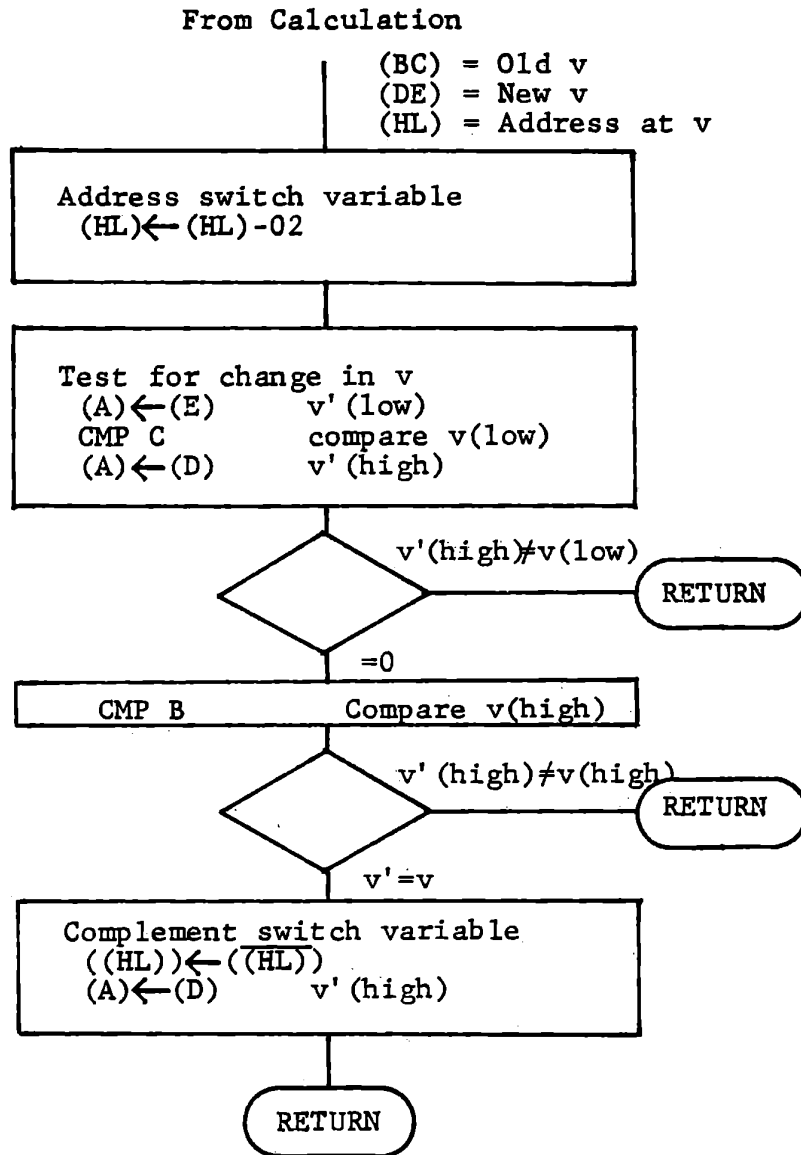 From Calculation
(BC) = Old v
(DE) = New v
(HL) = Address at v
Address switch variable
(HL)←(HL)-02
Test for change in v
(A)←(E) v'(low)
CMP C compare v(low)
(A)←(D) v'(high)
v'(high)≠v(low)
RETURN
=0
CMP B Compare v(high)
v'(high)≠v(high)
RETURN
v'=v
Complement switch variable
((HL))←((HL))
(A)←(D) v'(high)
RETURN